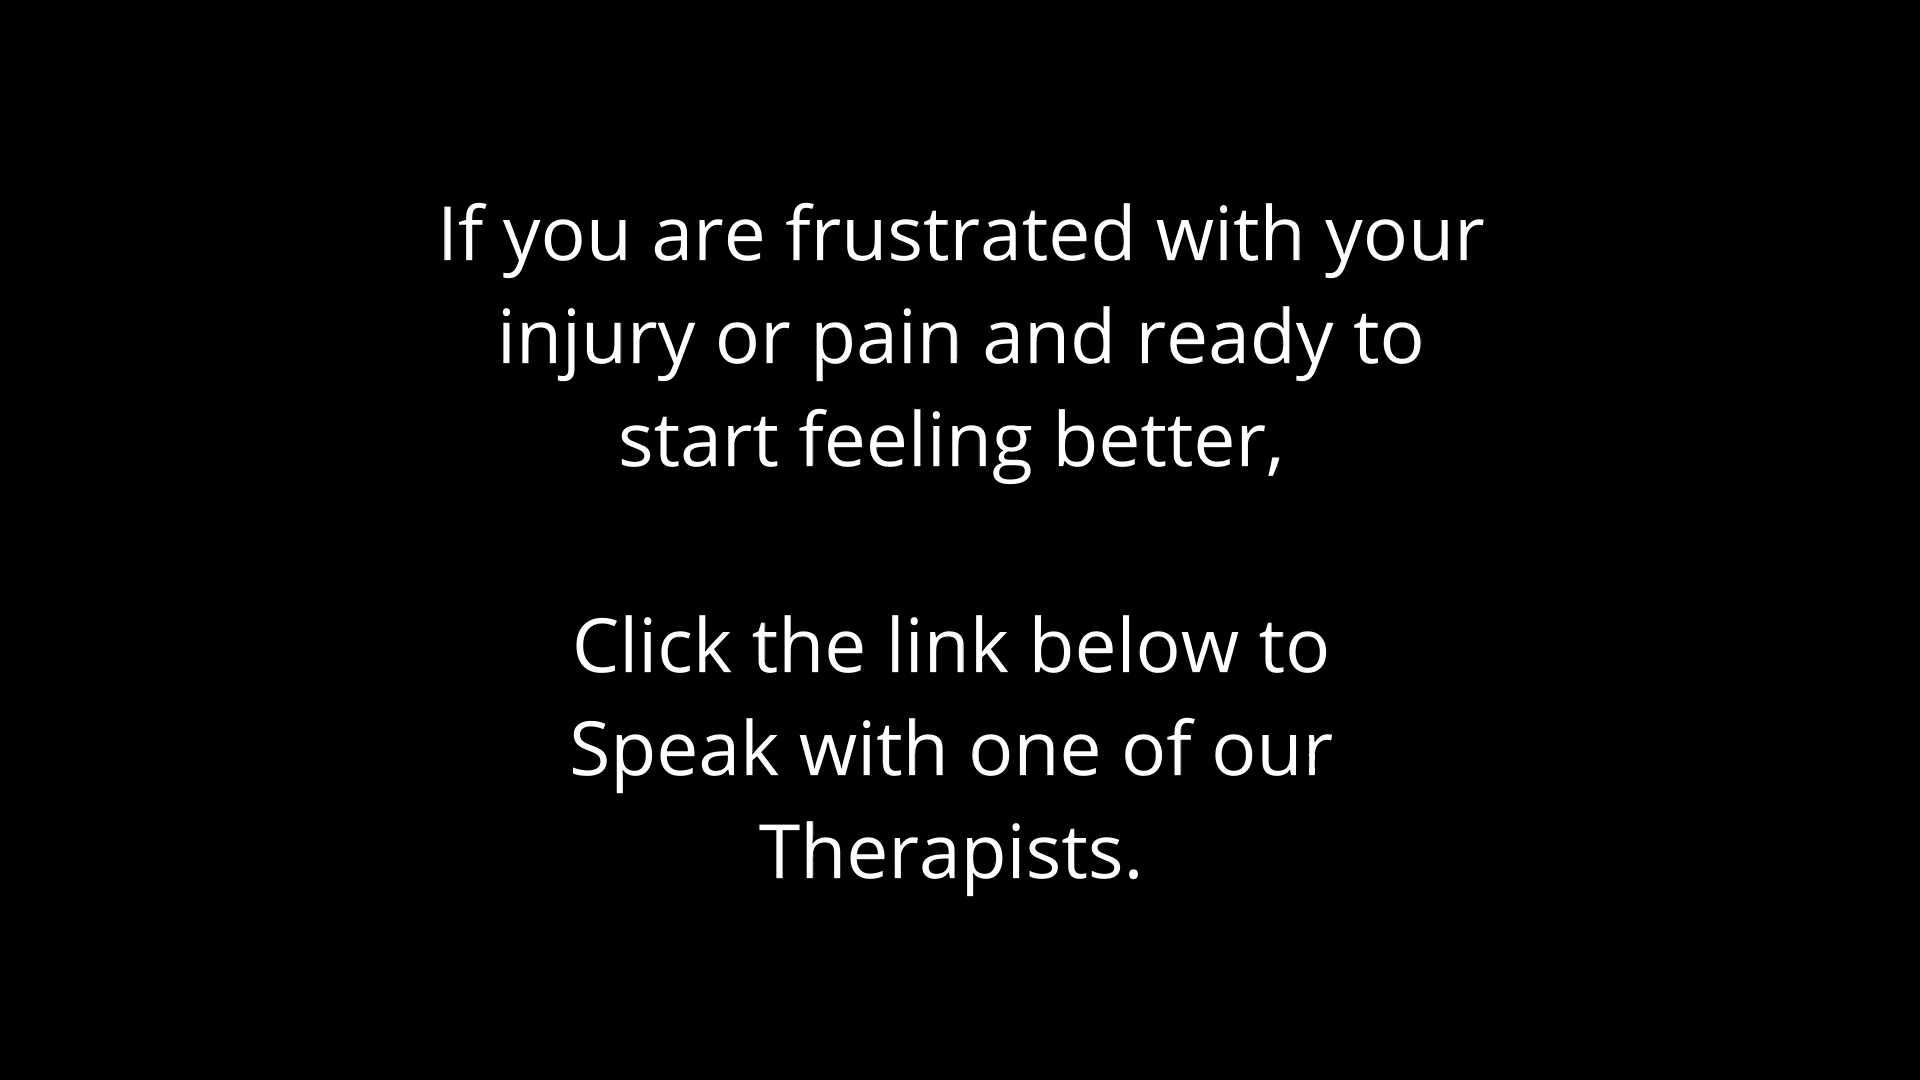 If you are frustrated with your
injury or pain and ready to
start feeling better,
Click the link below to
Speak with one of our
Therapists.